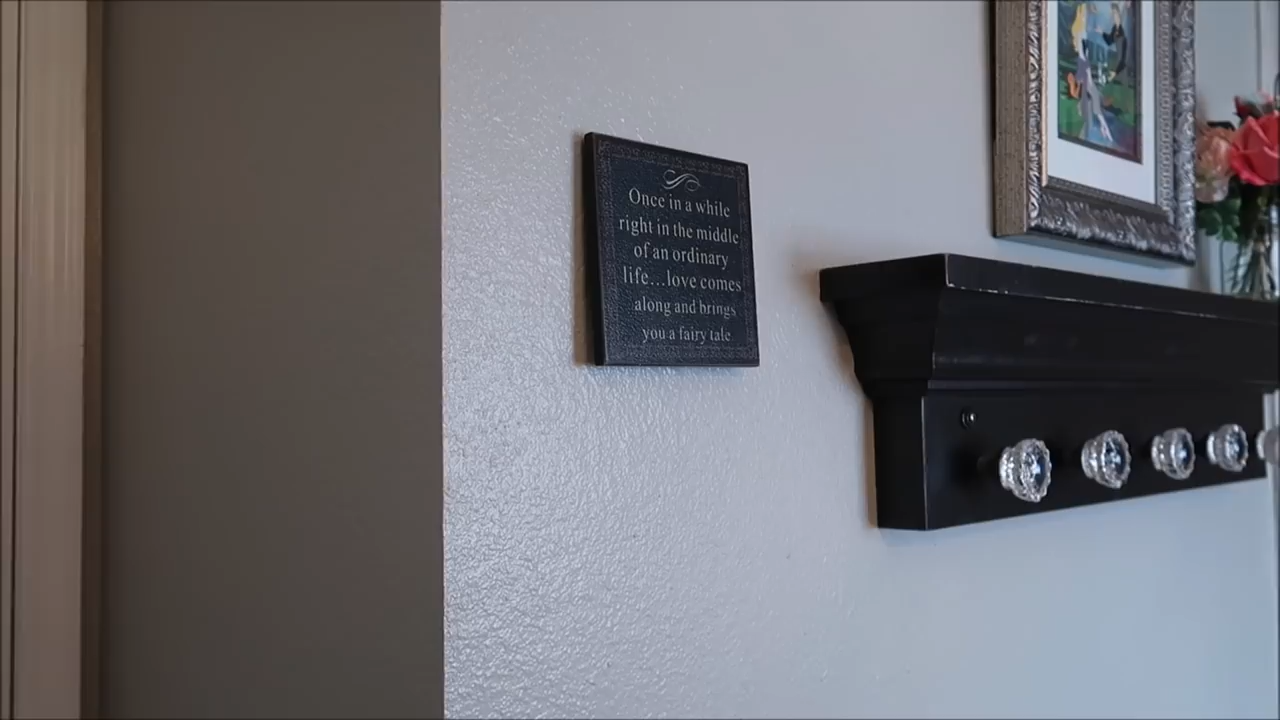 Once in a while
right in the middle
of an ordinary
life...love comes
along and brings
you a fairy tale